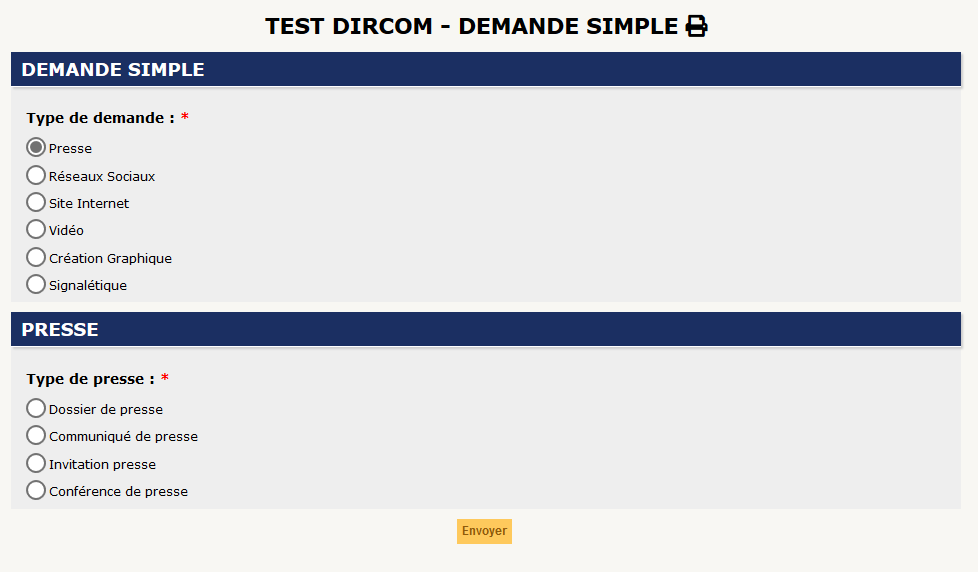 TEST DIRCOM - DEMANDE SIMPLE
DEMANDE SIMPLE
Type de demande : *
Presse
Réseaux Sociaux
Site Internet
Vidéo
Création Graphique
Signalétique
PRESSE
Type de presse : *
Dossier de presse
Communiqué de presse
Invitation presse
Conférence de presse
Envoyer